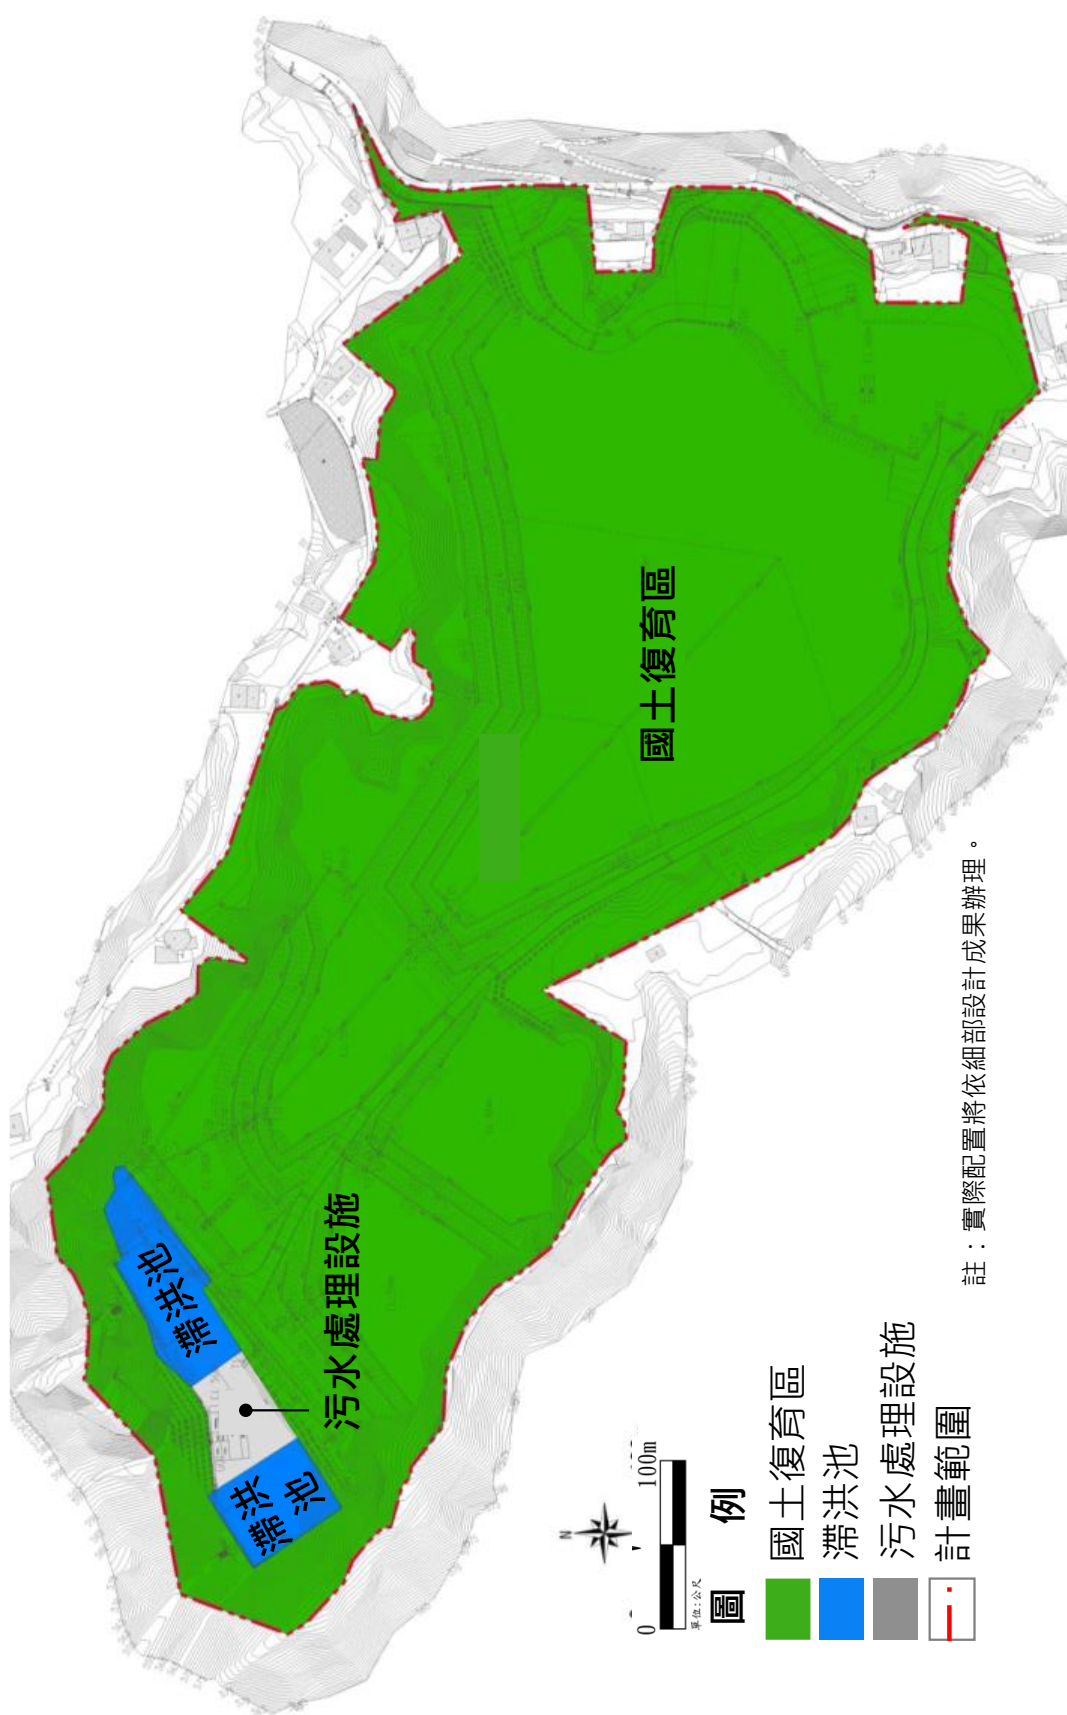 國土復育區
滯洪池
污水處理設施
滯洪
池
N
0
100m
單位:公尺
圖 例
國土復育區
滯洪池
污水處理設施
計畫範圍
註：實際配置將依細部設計成果辦理。